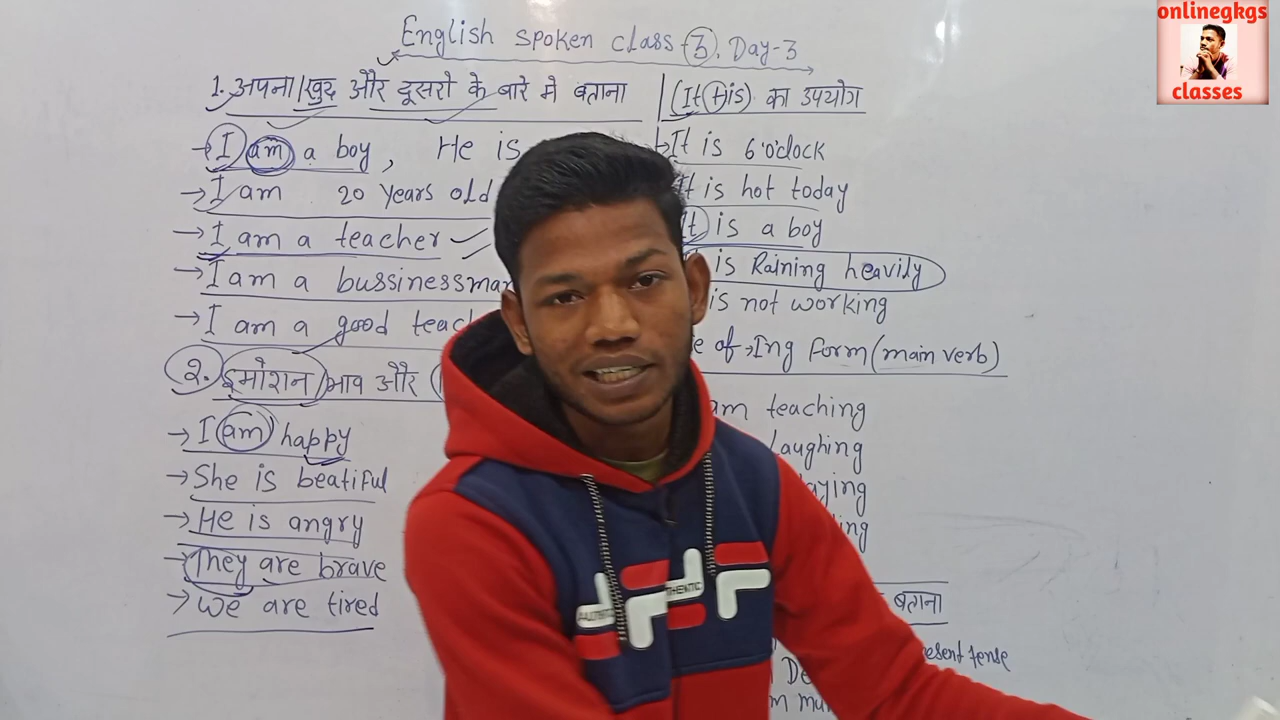 English spoken class (3). Day-3
1. अपना/खुद और दूसरो के बारे मे बताना
→ I am a boy, He is
→ I am 20 years old
→ I am a teacher
→ I am a bussinessman
→ I am a good teac
2. इमोशन/भाव और
→ I am happy
→ She is beatiful
→ He is angry
→ They are brave
→ we are tired
(It (t)is) का उपयोग
It is 6 o'clock
It is hot today
It is a boy
is Raining heavily
is not working
of → Ing Form (main verb)
am teaching
Laughing
aying
ing
बताना
esent tense
De
onlinegkgs
classes